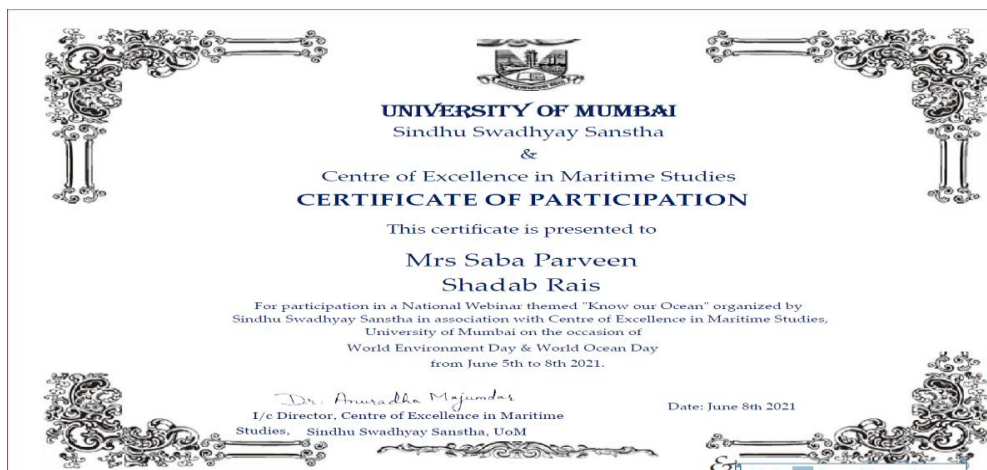 UNIVERSITY OF MUMBAI
Sindhu Swadhyay Sanstha
&
Centre of Excellence in Maritime Studies
CERTIFICATE OF PARTICIPATION
This certificate is presented to
Mrs Saba Parveen
Shadab Rais
For participation in a National Webinar themed "Know our Ocean" organized by
Sindhu Swadhyay Sanstha in association with Centre of Excellence in Maritime Studies,
University of Mumbai on the occasion of
World Environment Day & World Ocean Day
from June 5th to 8th 2021.
Dr. Anuradha Majumdar
I/c Director, Centre of Excellence in Maritime
Studies, Sindhu Swadhyay Sanstha, UoM
Date: June 8th 2021